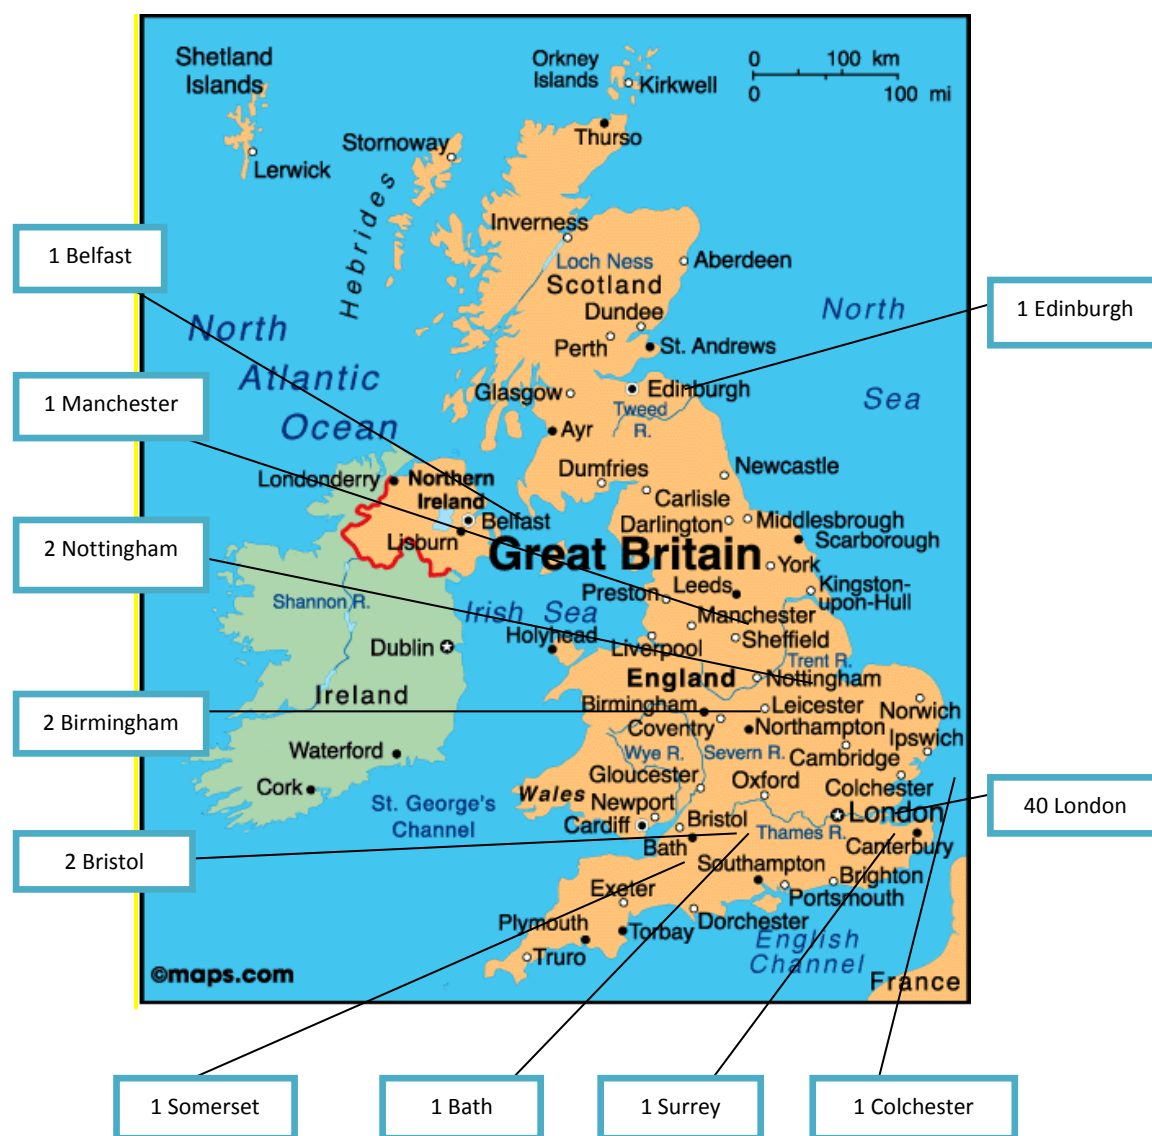 Shetland
Islands
Orkney
Islands
0 100 km
0 100 mi
Kirkwell
Thurso
Stornoway
Lerwick
Hebrides
Inverness
1 Belfast
Loch Ness
Aberdeen
Scotland
1 Edinburgh
North
Atlantic
Ocean
Dundee
North
Sea
Perth
St. Andrews
1 Manchester
Glasgow
Edinburgh
Tweed
R.
Ayr
Londonderry
Northern
Ireland
Dumfries
Newcastle
Carlisle
Belfast
Darlington
Middlesbrough
Lisburn
Scarborough
2 Nottingham
Great Britain
York
Leeds
Kingston-
upon-Hull
Preston
Shannon R.
Irish Sea
Manchester
Holyhead
Liverpool
Sheffield
Dublin
Trent R.
England
Nottingham
Ireland
2 Birmingham
Birmingham
Leicester
Norwich
Coventry
Northampton
Ipswich
Waterford
Wye R.
Severn R.
Cambridge
Gloucester
Oxford
Colchester
Cork
Wales
St. George's
Channel
Newport
London
40 London
Cardiff
Bristol
Thames R.
2 Bristol
Bath
Canterbury
Southampton
Brighton
Exeter
Portsmouth
Plymouth
Torbay
Dorchester
English
Channel
Truro
©maps.com
France
1 Somerset
1 Bath
1 Surrey
1 Colchester